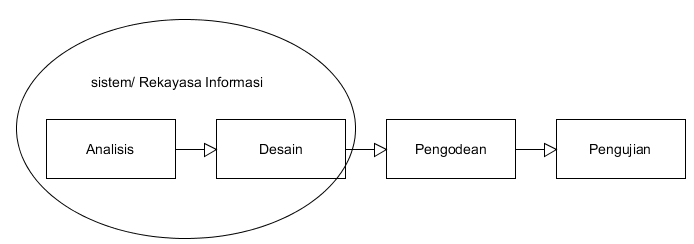 sistem/ Rekayasa Informasi
Analisis
Desain
Pengodean
Pengujian